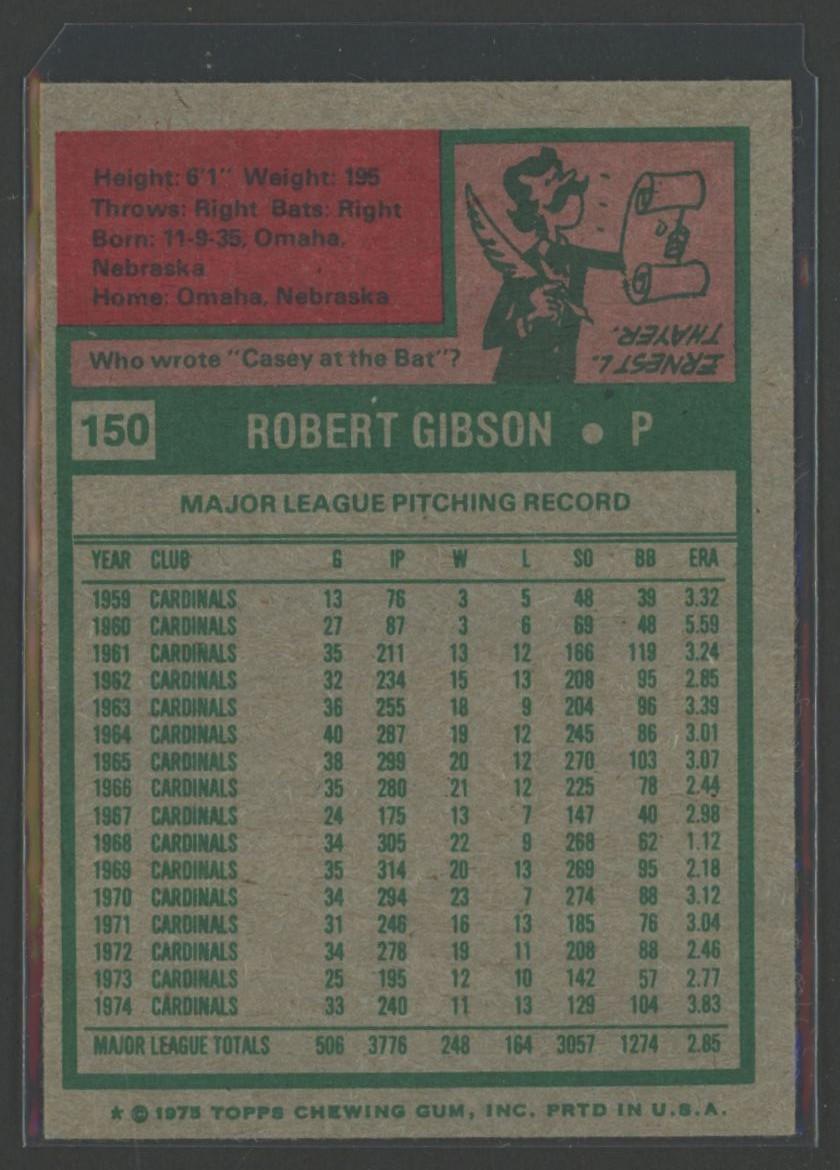 Height: 6'1" Weight: 195
Throws: Right Bats: Right
Born: 11-9-35, Omaha,
Nebraska
Home: Omaha, Nebraska
Who wrote "Casey at the Bat"?
ERNEST L.
THAYER.
150 ROBERT GIBSON • P
MAJOR LEAGUE PITCHING RECORD
YEAR CLUB G IP W L SO BB ERA
1959 CARDINALS 13 76 3 5 48 39 3.32
1960 CARDINALS 27 87 3 6 69 48 5.59
1961 CARDINALS 35 211 13 12 166 119 3.24
1962 CARDINALS 32 234 15 13 208 95 2.85
1963 CARDINALS 36 255 18 9 204 96 3.39
1964 CARDINALS 40 287 19 12 245 86 3.01
1965 CARDINALS 38 299 20 12 270 103 3.07
1966 CARDINALS 35 280 21 12 225 78 2.44
1967 CARDINALS 24 175 13 7 147 40 2.98
1968 CARDINALS 34 305 22 9 268 62 1.12
1969 CARDINALS 35 314 20 13 269 95 2.18
1970 CARDINALS 34 294 23 7 274 88 3.12
1971 CARDINALS 31 246 16 13 185 76 3.04
1972 CARDINALS 34 278 19 11 208 88 2.46
1973 CARDINALS 25 195 12 10 142 57 2.77
1974 CARDINALS 33 240 11 13 129 104 3.83
MAJOR LEAGUE TOTALS 506 3776 248 164 3057 1274 2.85
* © 1975 TOPPS CHEWING GUM, INC. PRTD IN U.S.A.